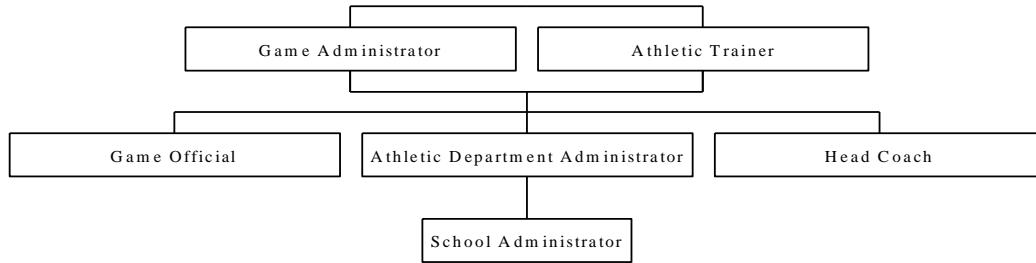 Game Administrator
Athletic Trainer
Game Official
Athletic Department Administrator
Head Coach
School Administrator